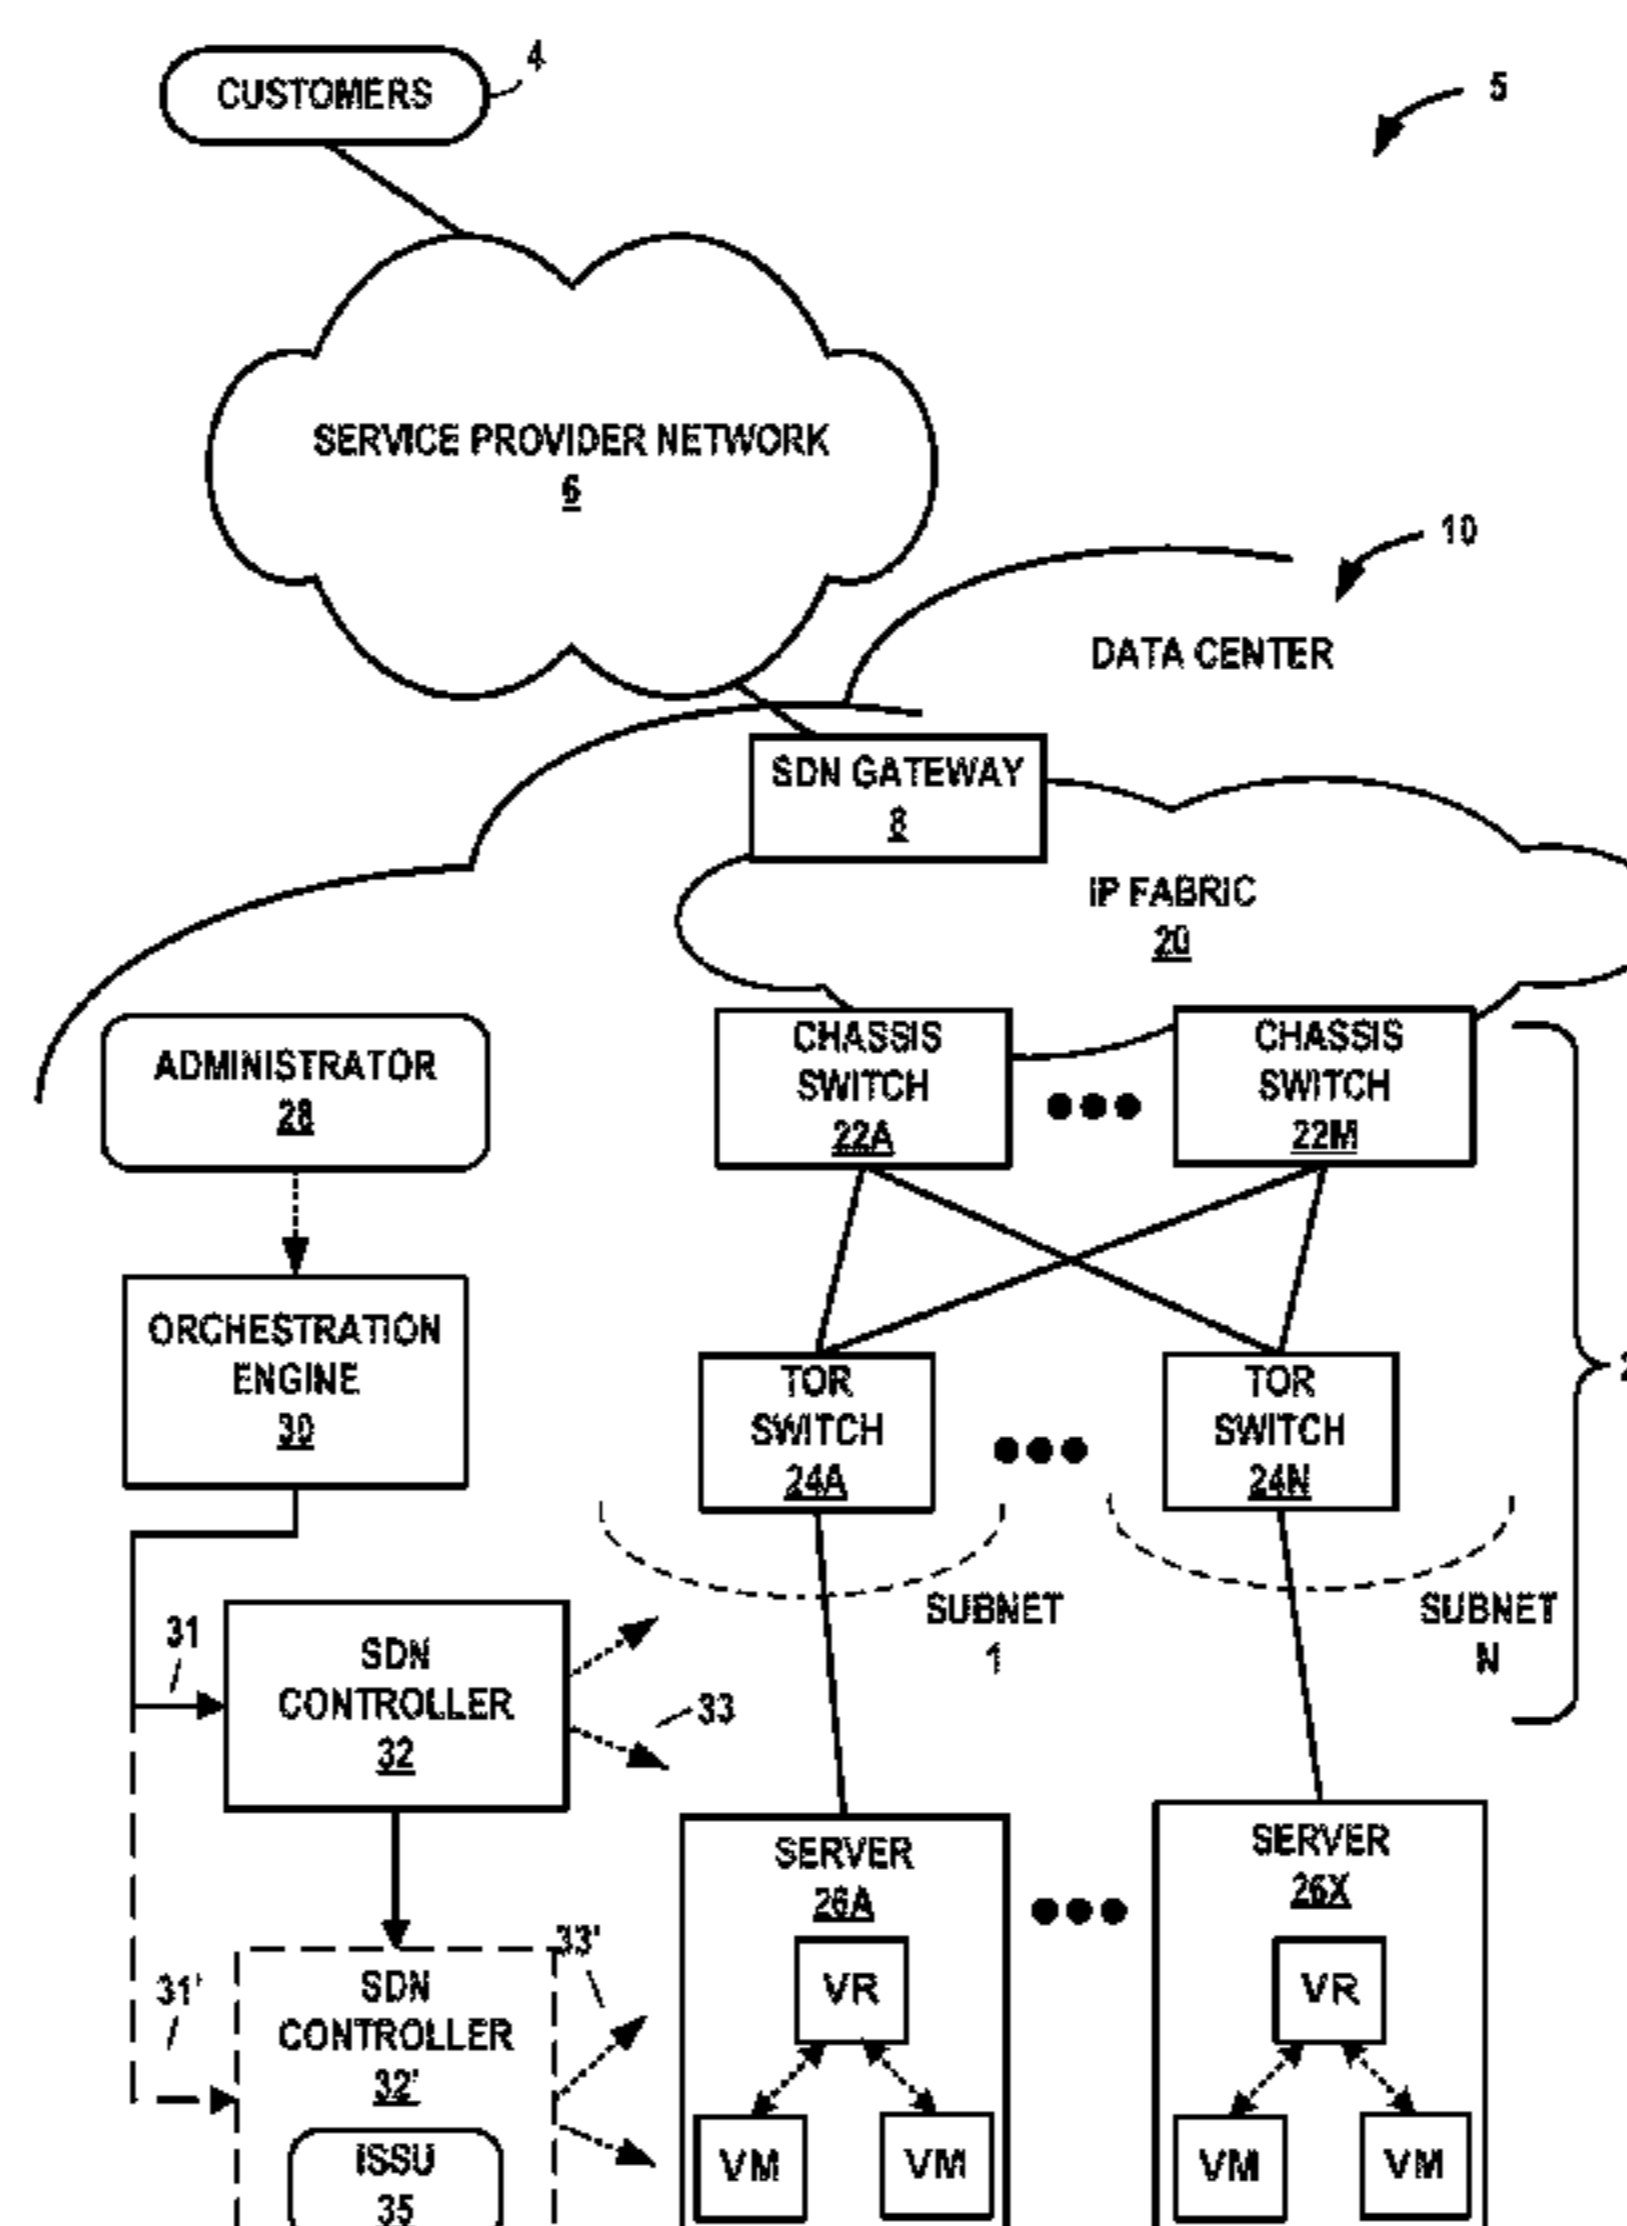 CUSTOMERS
4
5
SERVICE PROVIDER NETWORK
6
10
DATA CENTER
SDN GATEWAY
8
IP FABRIC
20
ADMINISTRATOR
28
CHASSIS
SWITCH
22A
CHASSIS
SWITCH
22M
ORCHESTRATION
ENGINE
30
TOR
SWITCH
24A
TOR
SWITCH
24N
SUBNET
1
SUBNET
N
31
SDN
CONTROLLER
32
33
SERVER
26A
SERVER
26X
31'
33'
SDN
CONTROLLER
32'
ISSU
35
VR
VM
VM
VR
VM
VM